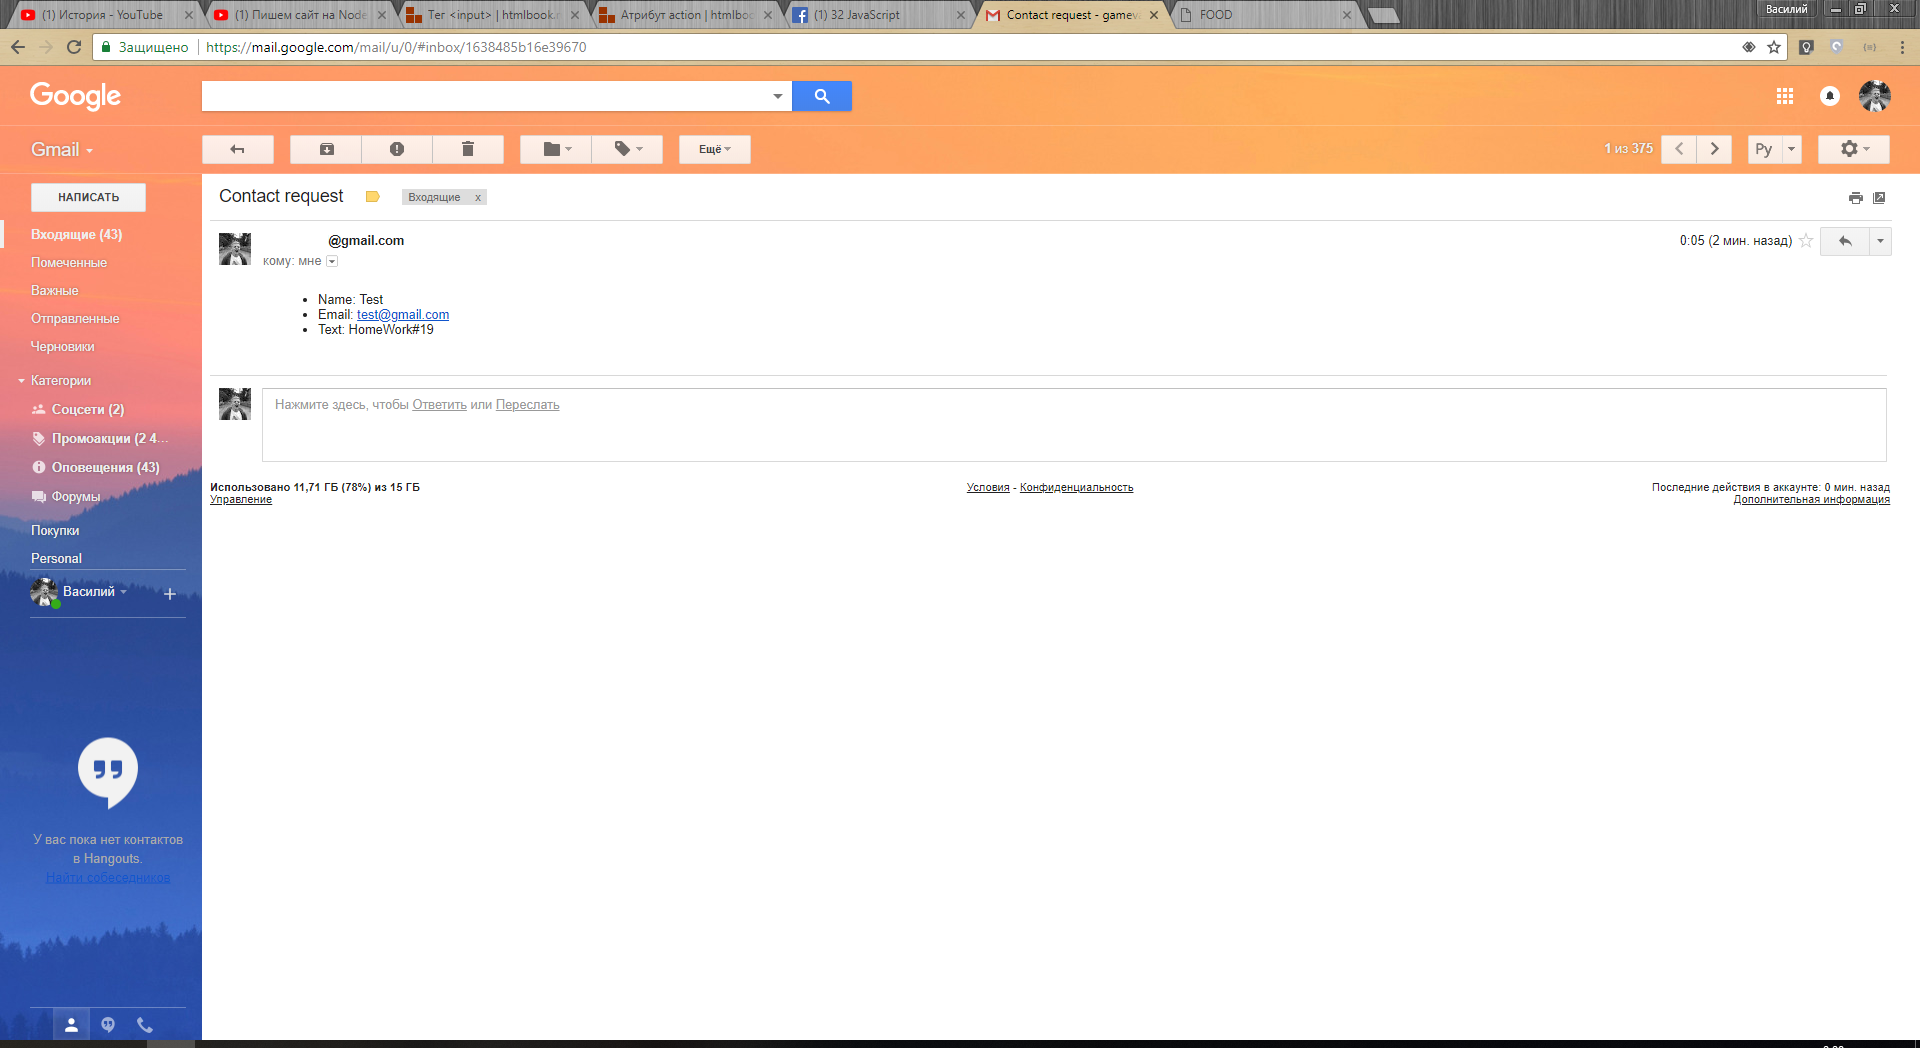 (1) История - YouTube
(1) Пишем сайт на Node
Тег <input> | htmlbook.r
Атрибут action | htmlboo
(1) 32 JavaScript
Contact request - gamev
FOOD
Василий
Защищено
https://mail.google.com/mail/u/0/#inbox/1638485b16e39670
Google
Gmail
Ещё
1 из 375
Ру
НАПИСАТЬ
Contact request
Входящие x
Входящие (43)
Помеченные
Важные
Отправленные
Черновики
Категории
Соцсети (2)
Промоакции (2 4...
Оповещения (43)
Форумы
Покупки
Personal
Василий
@gmail.com
0:05 (2 мин. назад)
кому: мне
Name: Test
Email: test@gmail.com
Text: HomeWork#19
Нажмите здесь, чтобы Ответить или Переслать
Использовано 11,71 ГБ (78%) из 15 ГБ
Управление
Условия - Конфиденциальность
Последние действия в аккаунте: 0 мин. назад
Дополнительная информация
У вас пока нет контактов
в Hangouts.
Найти собеседников